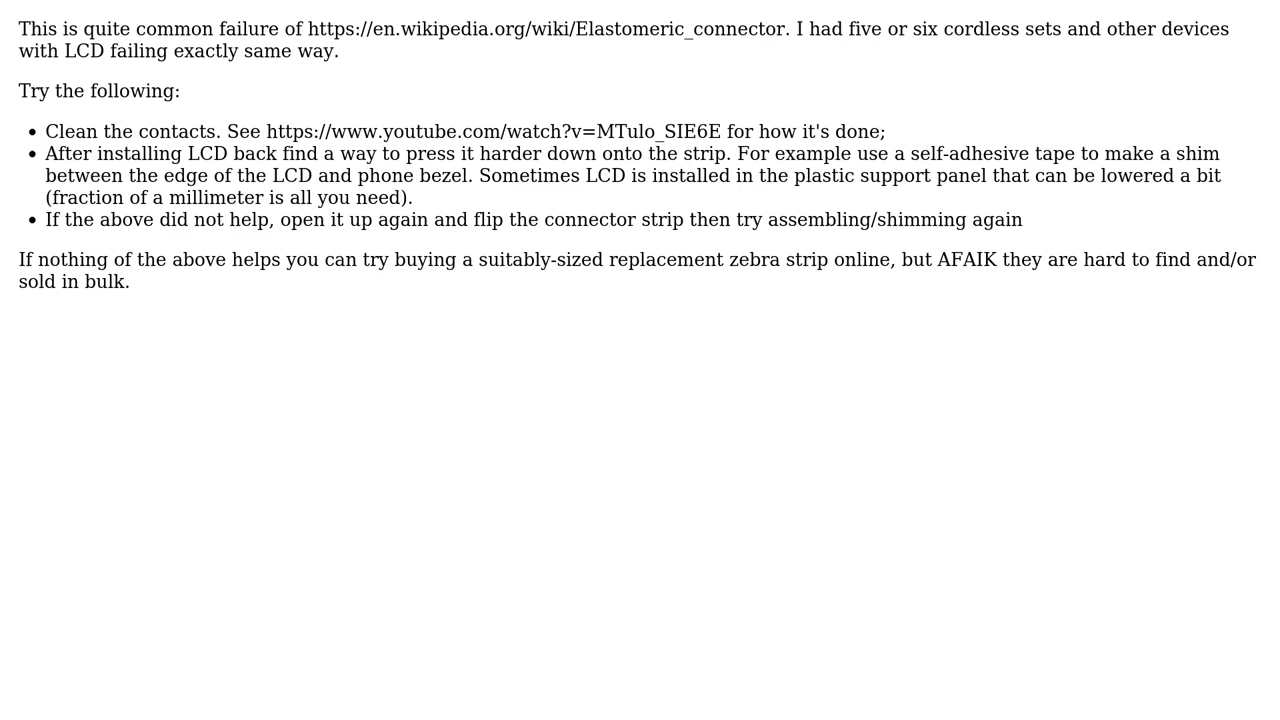 This is quite common failure of https://en.wikipedia.org/wiki/Elastomeric_connector. I had five or six cordless sets and other devices
with LCD failing exactly same way.
Try the following:
• Clean the contacts. See https://www.youtube.com/watch?v=MTulo_SIE6E for how it's done;
• After installing LCD back find a way to press it harder down onto the strip. For example use a self-adhesive tape to make a shim
between the edge of the LCD and phone bezel. Sometimes LCD is installed in the plastic support panel that can be lowered a bit
(fraction of a millimeter is all you need).
• If the above did not help, open it up again and flip the connector strip then try assembling/shimming again
If nothing of the above helps you can try buying a suitably-sized replacement zebra strip online, but AFAIK they are hard to find and/or
sold in bulk.